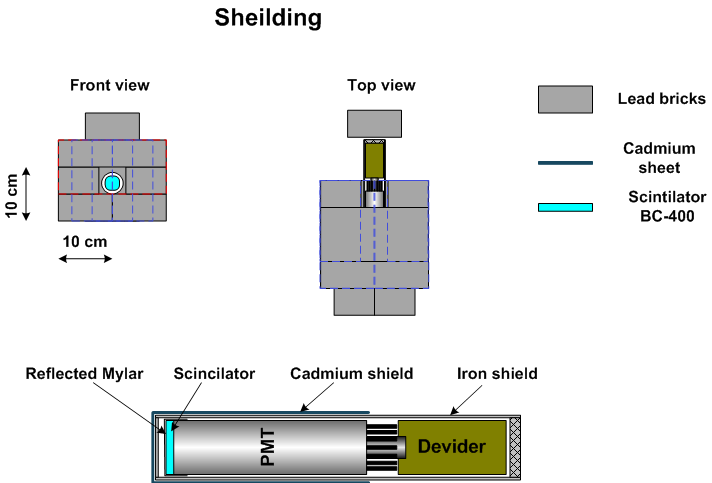 Sheilding
Front view
Top view
Lead bricks
Cadmium
sheet
Scintilator
BC-400
10 cm
10 cm
Reflected Mylar
Scincilator
Cadmium shield
Iron shield
PMT
Devider